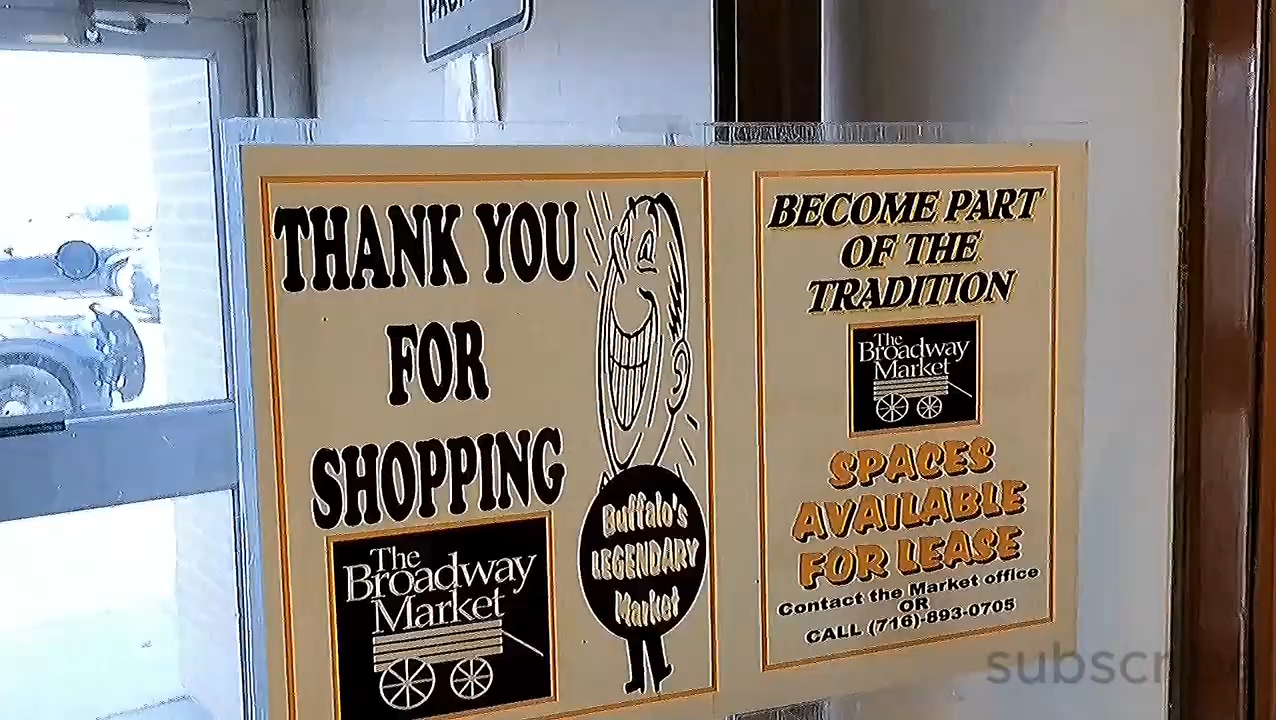 THANK YOU
FOR
SHOPPING
The
Broadway
Market
Buffalo's
LEGENDARY
Market
BECOME PART
OF THE
TRADITION
The
Broadway
Market
SPACES
AVAILABLE
FOR LEASE
Contact the Market office
OR
CALL (716)-893-0705
subscribe